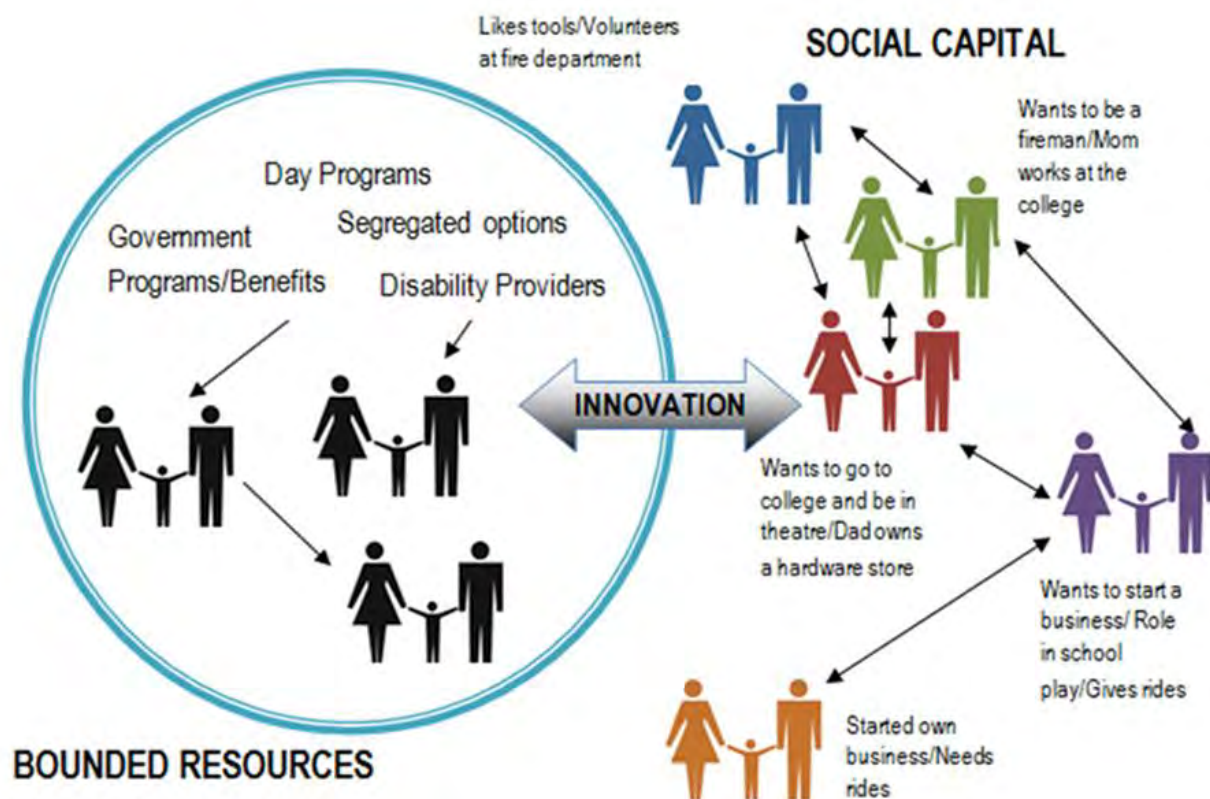 Likes tools/Volunteers
at fire department
SOCIAL CAPITAL
Wants to be a
fireman/Mom
works at the
college
Day Programs
Segregated options
Government
Programs/Benefits
Disability Providers
INNOVATION
Wants to go to
college and be in
theatre/Dad owns
a hardware store
Wants to start a
business/ Role
in school
play/Gives rides
Started own
business/Needs
rides
BOUNDED RESOURCES